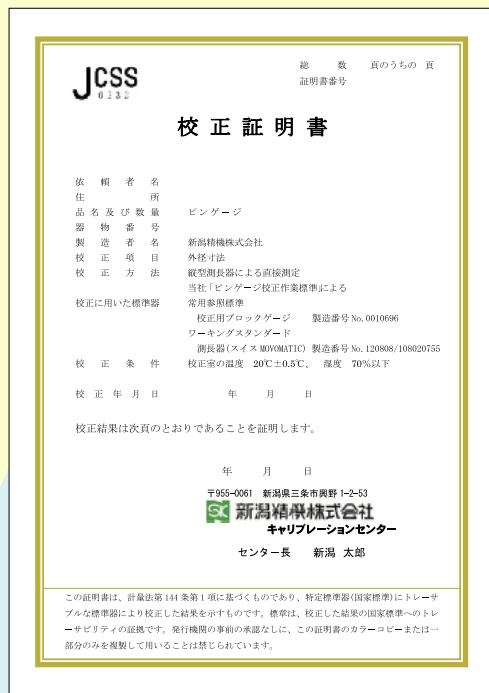 JCSS
0232
総 数 頁のうちの 頁
証明書番号
校正証明書
依頼者名
住所
品名及び数量 ピンゲージ
器物番号
製造者名 新潟精機株式会社
校正項目 外径寸法
校正方法 縦型測長器による直接測定
当社「ピンゲージ校正作業標準」による
校正に用いた標準器 常用参照標準
校正用ブロックゲージ 製造番号No.0010696
ワーキングスタンダード
測長器(スイスMOVOMATIC) 製造番号No.120808/108020755
校正条件 校正室の温度 20℃±0.5℃、 湿度 70%以下
校正年月日 年 月 日
校正結果は次頁のとおりであることを証明します。
年 月 日
〒955-0061 新潟県三条市興野1-2-53
SK 新潟精機株式会社
キャリブレーションセンター
センター長 新潟 太郎
この証明書は、計量法第144条第1項に基づくものであり、特定標準器(国家標準)にトレーサ
ブルな標準器により校正した結果を示すものです。標章は、校正した結果の国家標準へのトレ
ーサビリティの証拠です。発行機関の事前の承認なしに、この証明書のカラーコピーまたは一
部分のみを複製して用いることは禁じられています。